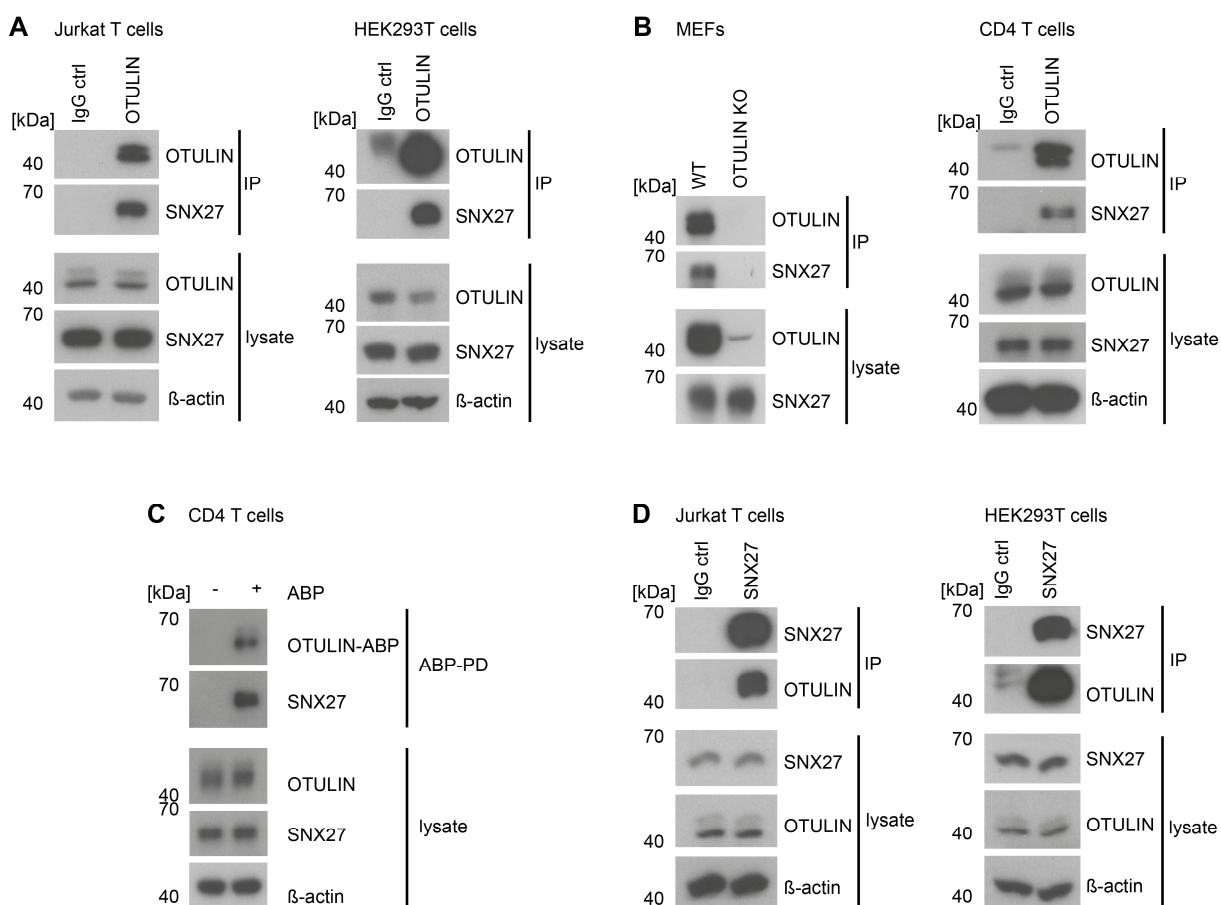 A Jurkat T cells
HEK293T cells
IgG ctrl
OTULIN
IgG ctrl
OTULIN
[kDa]
40
OTULIN
70
SNX27
IP
40
OTULIN
70
SNX27
lysate
40
ß-actin
[kDa]
40
OTULIN
70
SNX27
IP
40
OTULIN
70
SNX27
lysate
40
ß-actin
B MEFs
CD4 T cells
WT
OTULIN KO
[kDa]
40
OTULIN
70
SNX27
IP
40
OTULIN
70
SNX27
lysate
IgG ctrl
OTULIN
[kDa]
40
OTULIN
70
SNX27
IP
40
OTULIN
70
SNX27
lysate
40
ß-actin
C CD4 T cells
[kDa] - + ABP
70
OTULIN-ABP
70
SNX27
ABP-PD
40
OTULIN
70
SNX27
lysate
40
ß-actin
D Jurkat T cells
HEK293T cells
IgG ctrl
SNX27
[kDa]
70
SNX27
40
OTULIN
IP
70
SNX27
40
OTULIN
lysate
40
ß-actin
IgG ctrl
SNX27
[kDa]
70
SNX27
40
OTULIN
IP
70
SNX27
40
OTULIN
lysate
40
ß-actin